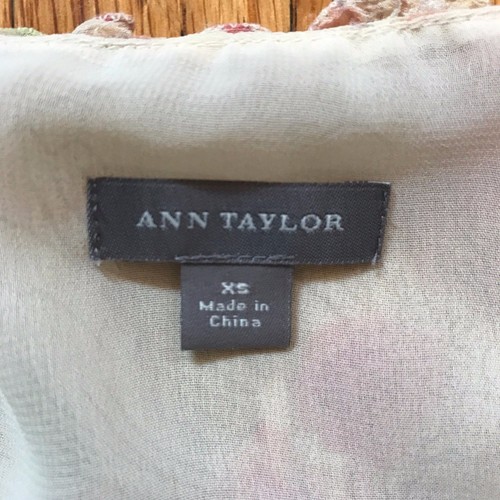 ANN TAYLOR
XS
Made in
China